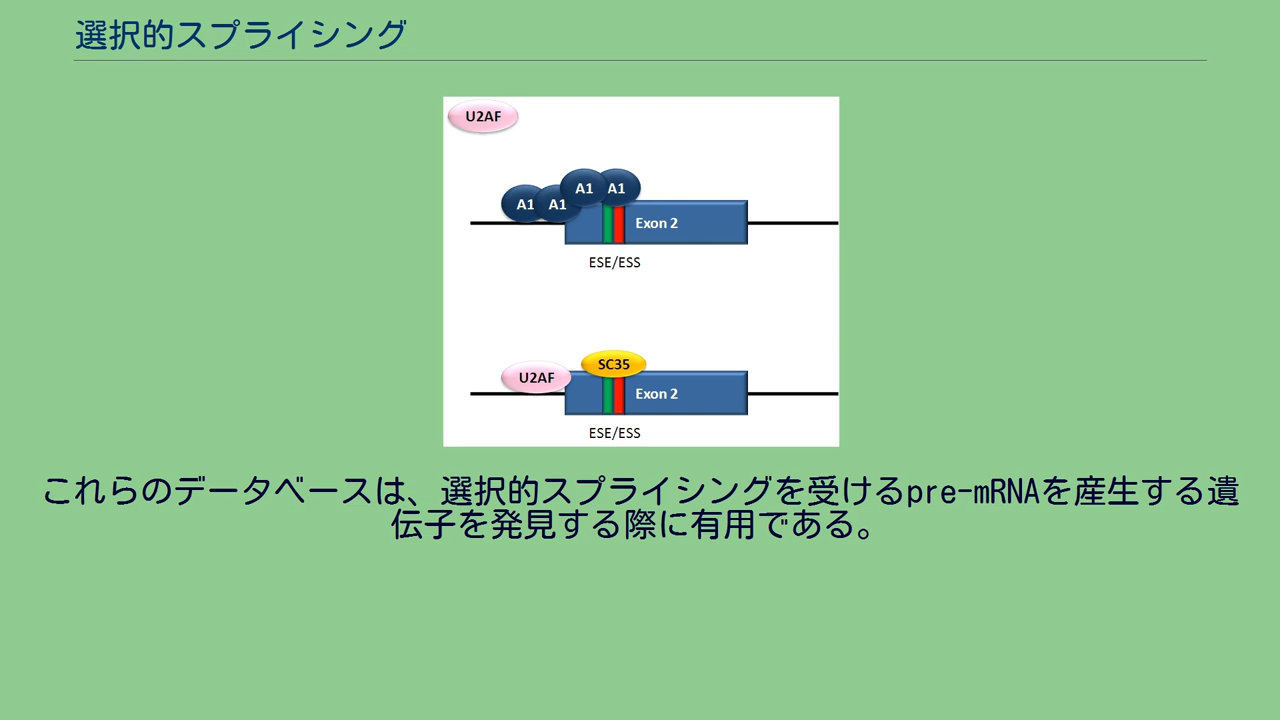 選択的スプライシング
U2AF
A1 A1 A1 A1
Exon 2
ESE/ESS
SC35
U2AF
Exon 2
ESE/ESS
これらのデータベースは、選択的スプライシングを受けるpre-mRNAを産生する遺
伝子を発見する際に有用である。